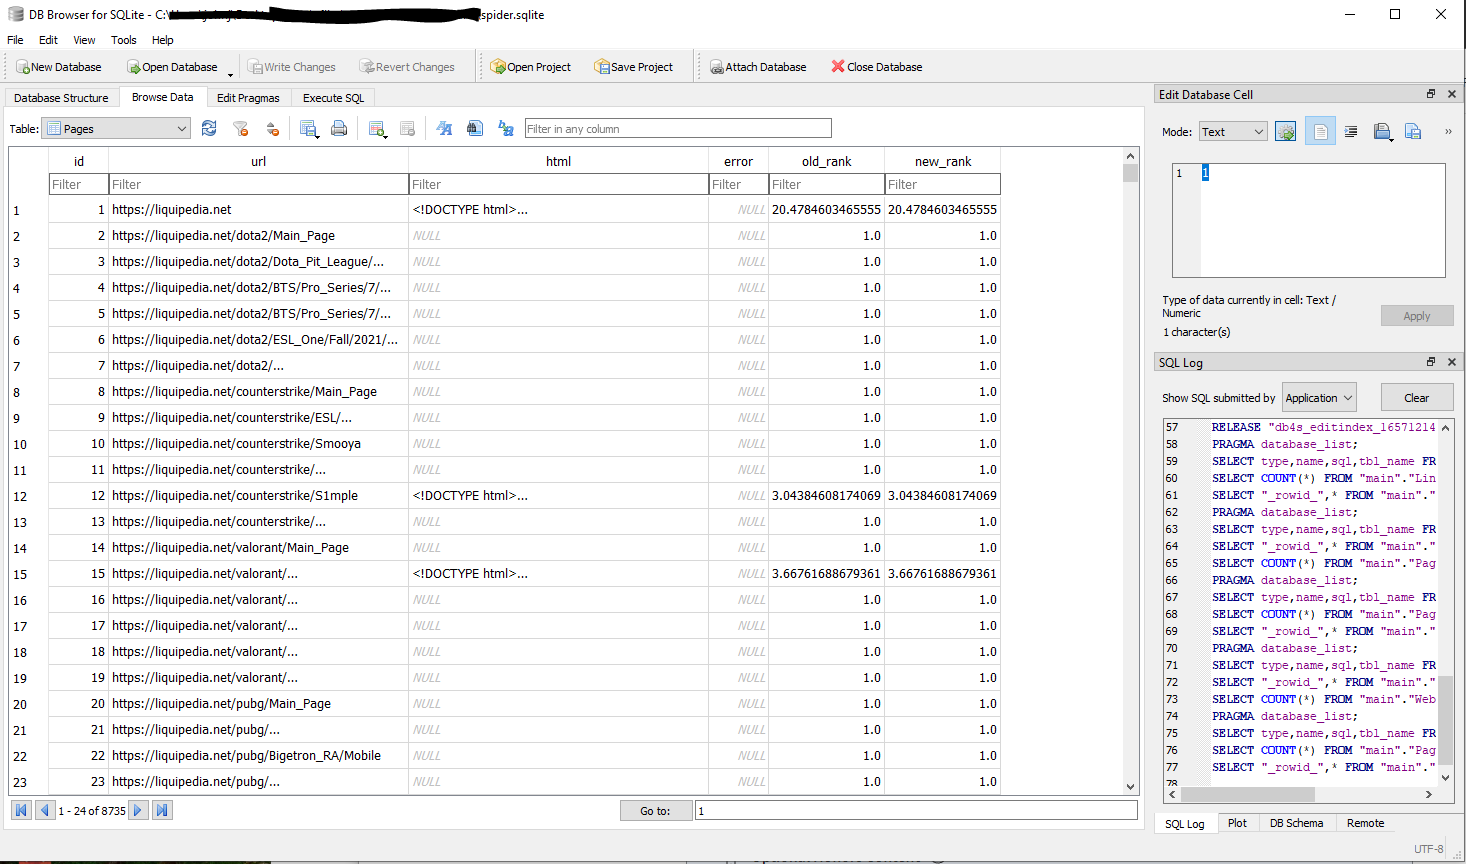 DB Browser for SQLite - C:\ spider.sqlite
File Edit View Tools Help
New Database Open Database Write Changes Revert Changes Open Project Save Project Attach Database Close Database
Database Structure Browse Data Edit Pragmas Execute SQL
Table: Pages Filter in any column
id url html error old_rank new_rank
Filter Filter Filter Filter Filter Filter
1 1 https://liquipedia.net <!DOCTYPE html>... NULL 20.4784603465555 20.4784603465555
2 2 https://liquipedia.net/dota2/Main_Page NULL NULL 1.0 1.0
3 3 https://liquipedia.net/dota2/Dota_Pit_League/... NULL NULL 1.0 1.0
4 4 https://liquipedia.net/dota2/BTS/Pro_Series/7/... NULL NULL 1.0 1.0
5 5 https://liquipedia.net/dota2/BTS/Pro_Series/7/... NULL NULL 1.0 1.0
6 6 https://liquipedia.net/dota2/ESL_One/Fall/2021/... NULL NULL 1.0 1.0
7 7 https://liquipedia.net/dota2/... NULL NULL 1.0 1.0
8 8 https://liquipedia.net/counterstrike/Main_Page NULL NULL 1.0 1.0
9 9 https://liquipedia.net/counterstrike/ESL/... NULL NULL 1.0 1.0
10 10 https://liquipedia.net/counterstrike/Smooya NULL NULL 1.0 1.0
11 11 https://liquipedia.net/counterstrike/... NULL NULL 1.0 1.0
12 12 https://liquipedia.net/counterstrike/S1mple <!DOCTYPE html>... NULL 3.04384608174069 3.04384608174069
13 13 https://liquipedia.net/counterstrike/... NULL NULL 1.0 1.0
14 14 https://liquipedia.net/valorant/Main_Page NULL NULL 1.0 1.0
15 15 https://liquipedia.net/valorant/... <!DOCTYPE html>... NULL 3.66761688679361 3.66761688679361
16 16 https://liquipedia.net/valorant/... NULL NULL 1.0 1.0
17 17 https://liquipedia.net/valorant/... NULL NULL 1.0 1.0
18 18 https://liquipedia.net/valorant/... NULL NULL 1.0 1.0
19 19 https://liquipedia.net/valorant/... NULL NULL 1.0 1.0
20 20 https://liquipedia.net/pubg/Main_Page NULL NULL 1.0 1.0
21 21 https://liquipedia.net/pubg/... NULL NULL 1.0 1.0
22 22 https://liquipedia.net/pubg/Bigetron_RA/Mobile NULL NULL 1.0 1.0
23 23 https://liquipedia.net/pubg/... NULL NULL 1.0 1.0
1 - 24 of 8735 Go to: 1
Edit Database Cell
Mode: Text »
1 1
Type of data currently in cell: Text /
Numeric
1 character(s)
Apply
SQL Log
Show SQL submitted by Application Clear
57 RELEASE "db4s_editindex_16571214
58 PRAGMA database_list;
59 SELECT type,name,sql,tbl_name FR
60 SELECT COUNT(*) FROM "main"."Lin
61 SELECT "_rowid_",* FROM "main"."
62 PRAGMA database_list;
63 SELECT type,name,sql,tbl_name FR
64 SELECT "_rowid_",* FROM "main"."
65 SELECT COUNT(*) FROM "main"."Pag
66 PRAGMA database_list;
67 SELECT type,name,sql,tbl_name FR
68 SELECT COUNT(*) FROM "main"."Pag
69 SELECT "_rowid_",* FROM "main"."
70 PRAGMA database_list;
71 SELECT type,name,sql,tbl_name FR
72 SELECT "_rowid_",* FROM "main"."
73 SELECT COUNT(*) FROM "main"."Web
74 PRAGMA database_list;
75 SELECT type,name,sql,tbl_name FR
76 SELECT COUNT(*) FROM "main"."Pag
77 SELECT "_rowid_",* FROM "main"."
78
SQL Log Plot DB Schema Remote
UTF-8